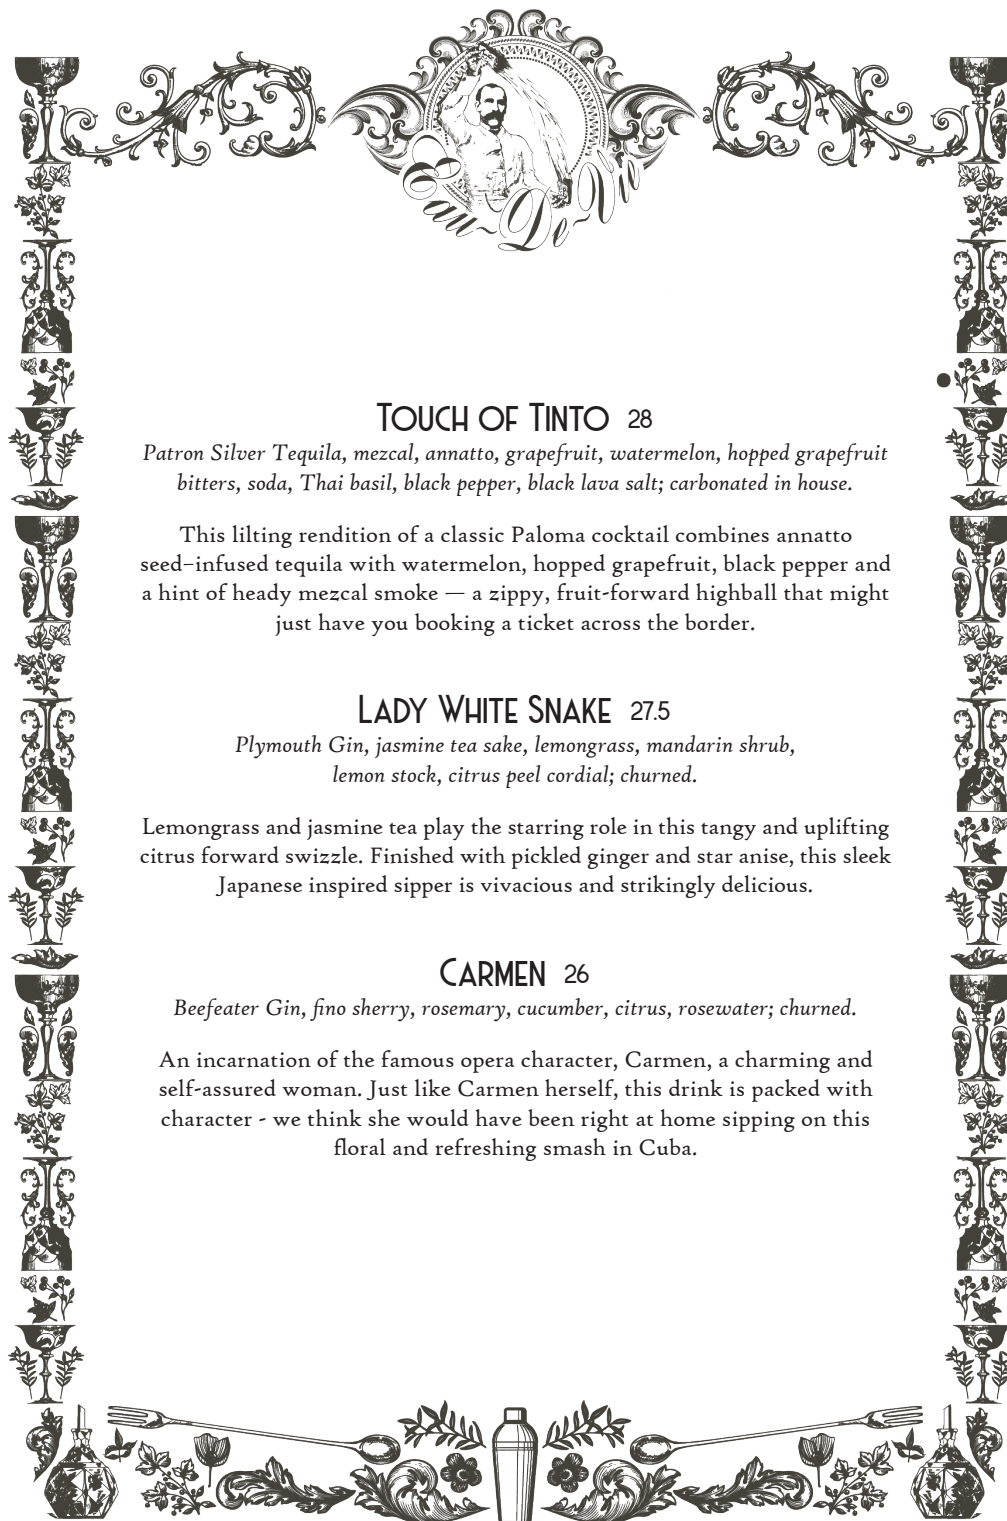 Eau~De~Vie
TOUCH OF TINTO 28
Patron Silver Tequila, mezcal, annatto, grapefruit, watermelon, hopped grapefruit
bitters, soda, Thai basil, black pepper, black lava salt; carbonated in house.
This lilting rendition of a classic Paloma cocktail combines annatto
seed–infused tequila with watermelon, hopped grapefruit, black pepper and
a hint of heady mezcal smoke — a zippy, fruit-forward highball that might
just have you booking a ticket across the border.
LADY WHITE SNAKE 27.5
Plymouth Gin, jasmine tea sake, lemongrass, mandarin shrub,
lemon stock, citrus peel cordial; churned.
Lemongrass and jasmine tea play the starring role in this tangy and uplifting
citrus forward swizzle. Finished with pickled ginger and star anise, this sleek
Japanese inspired sipper is vivacious and strikingly delicious.
CARMEN 26
Beefeater Gin, fino sherry, rosemary, cucumber, citrus, rosewater; churned.
An incarnation of the famous opera character, Carmen, a charming and
self-assured woman. Just like Carmen herself, this drink is packed with
character - we think she would have been right at home sipping on this
floral and refreshing smash in Cuba.